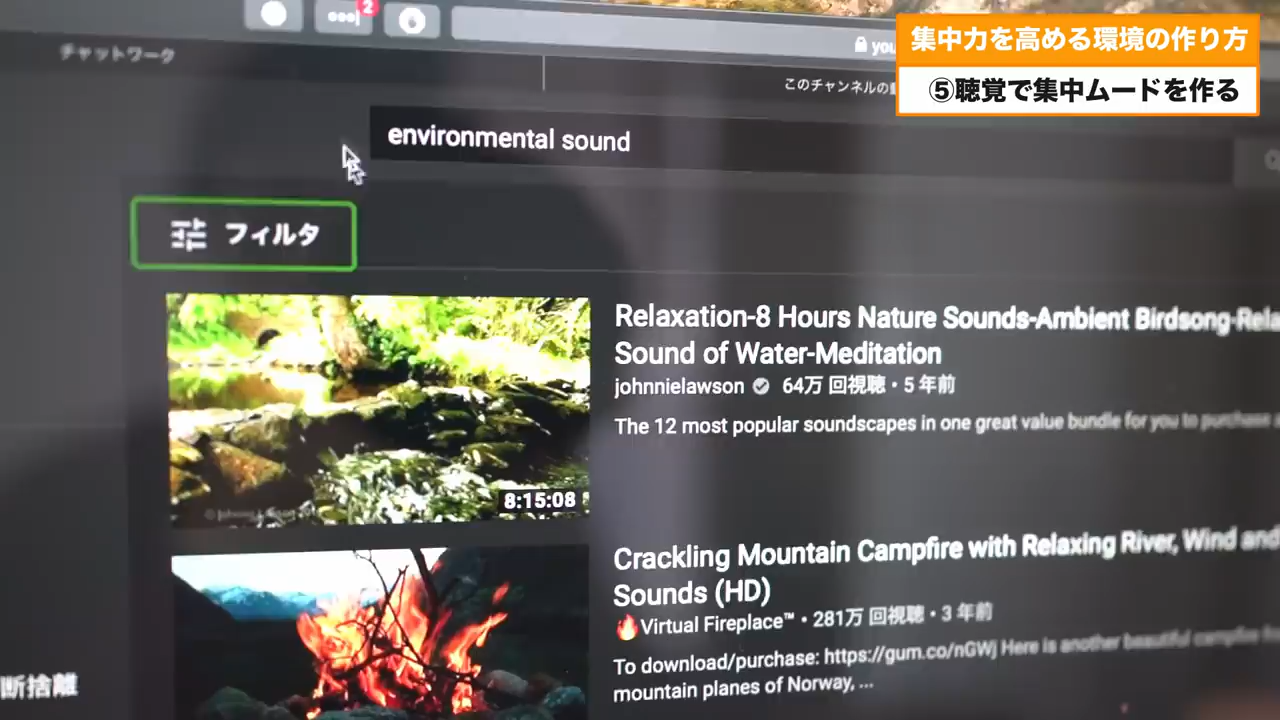 2
集中力を高める環境の作り方
チャットワーク
you
⑤聴覚で集中ムードを作る
このチャンネルの
environmental sound
フィルタ
Relaxation-8 Hours Nature Sounds-Ambient Birdsong-Rela
Sound of Water-Meditation
johnnielawson 64万 回視聴・5 年前
The 12 most popular soundscapes in one great value bundle for you to purchase
8:15:08
Crackling Mountain Campfire with Relaxing River, Wind and
Sounds (HD)
🔥Virtual Fireplace™・281万 回視聴・3 年前
To download/purchase: https://gum.co/nGWj Here is another beautiful campfire
mountain planes of Norway, ...
断捨離